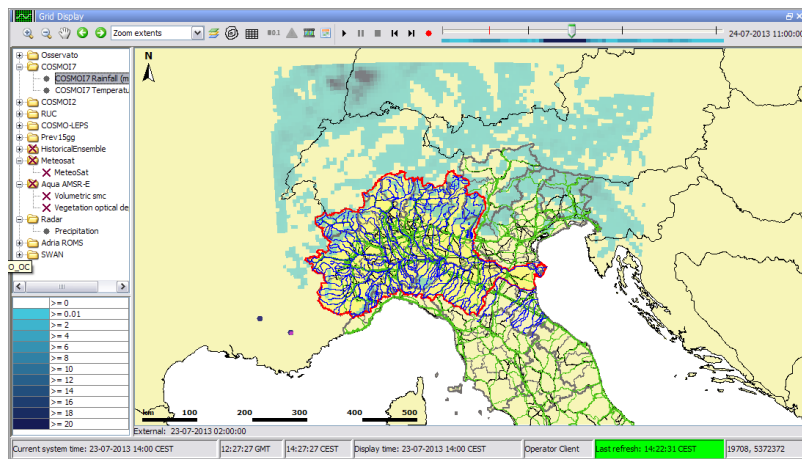 Grid Display
Zoom extents
24-07-2013 11:00:00
Osservato
COSMOI7
COSMOI7 Rainfall (m
COSMOI7 Temperatu
COSMOI2
RUC
COSMO-LEPS
Prev15gg
HistoricalEnsemble
Meteosat
MeteoSat
Aqua AMSR-E
Volumetric smc
Vegetation optical de
Radar
Precipitation
Adria ROMS
SWAN
O_OC
>= 0
>= 0.01
>= 2
>= 4
>= 6
>= 8
>= 10
>= 12
>= 14
>= 16
>= 18
>= 20
N
km 100 200 300 400 500
External: 23-07-2013 02:00:00
Current system time: 23-07-2013 14:00 CEST 12:27:27 GMT 14:27:27 CEST Display time: 23-07-2013 14:00 CEST Operator Client Last refresh: 14:22:31 CEST 19708, 5372372